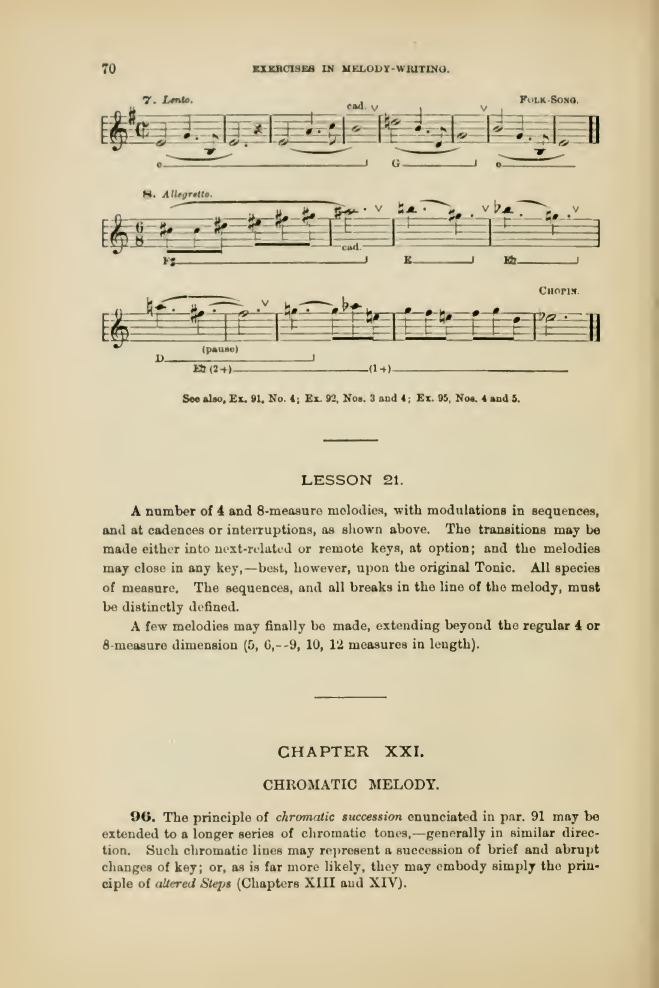 70
EXERCISES IN MELODY-WRITING.
7. Lento.
cad.
FOLK-SONG.
e
G
e
8. Allegretto.
cad.
F♯
E
E♭
CHOPIN.
(pause)
D
E♭ (2+)
(1+)
See also, Ex. 91, No. 4; Ex. 92, Nos. 3 and 4; Ex. 95, Nos. 4 and 5.
LESSON 21.
A number of 4 and 8-measure melodies, with modulations in sequences,
and at cadences or interruptions, as shown above. The transitions may be
made either into next-related or remote keys, at option; and the melodies
may close in any key,—best, however, upon the original Tonic. All species
of measure. The sequences, and all breaks in the line of the melody, must
be distinctly defined.
A few melodies may finally be made, extending beyond the regular 4 or
8-measure dimension (5, 6,--9, 10, 12 measures in length).
CHAPTER XXI.
CHROMATIC MELODY.
96. The principle of chromatic succession enunciated in par. 91 may be
extended to a longer series of chromatic tones,—generally in similar direc-
tion. Such chromatic lines may represent a succession of brief and abrupt
changes of key; or, as is far more likely, they may embody simply the prin-
ciple of altered Steps (Chapters XIII and XIV).